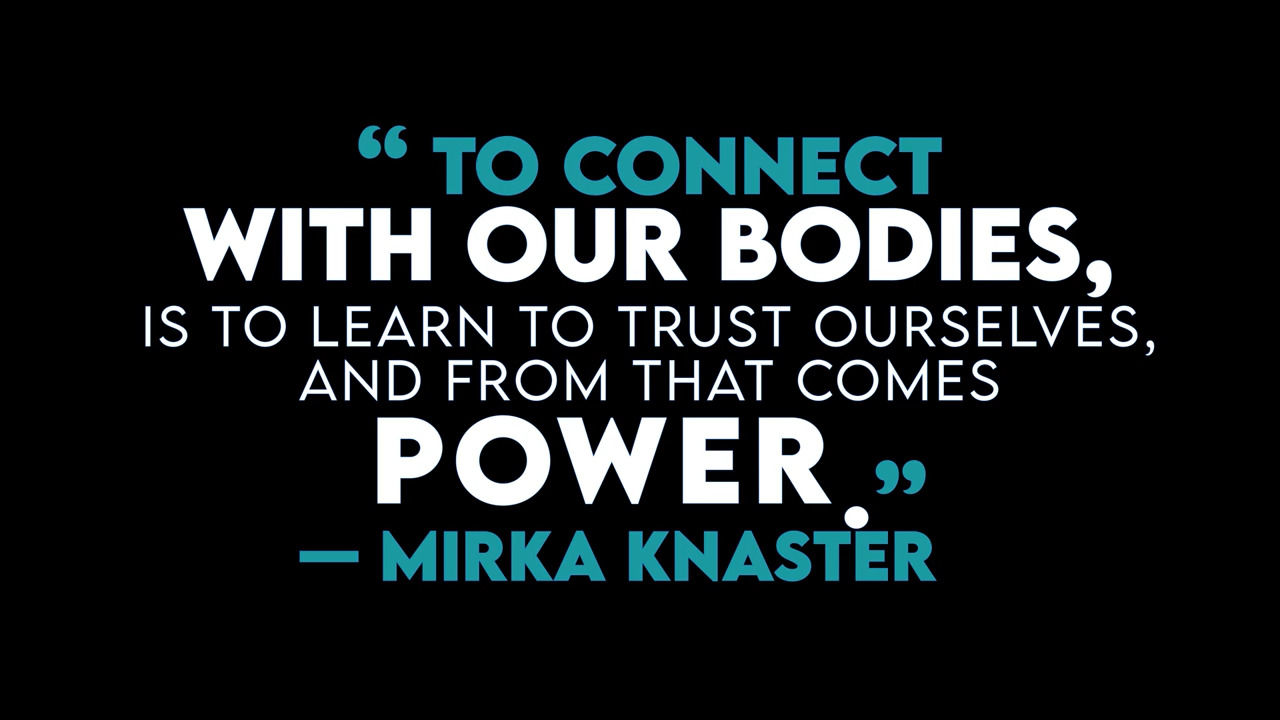 “ TO CONNECT
WITH OUR BODIES,
IS TO LEARN TO TRUST OURSELVES,
AND FROM THAT COMES
POWER.”
— MIRKA KNASTER